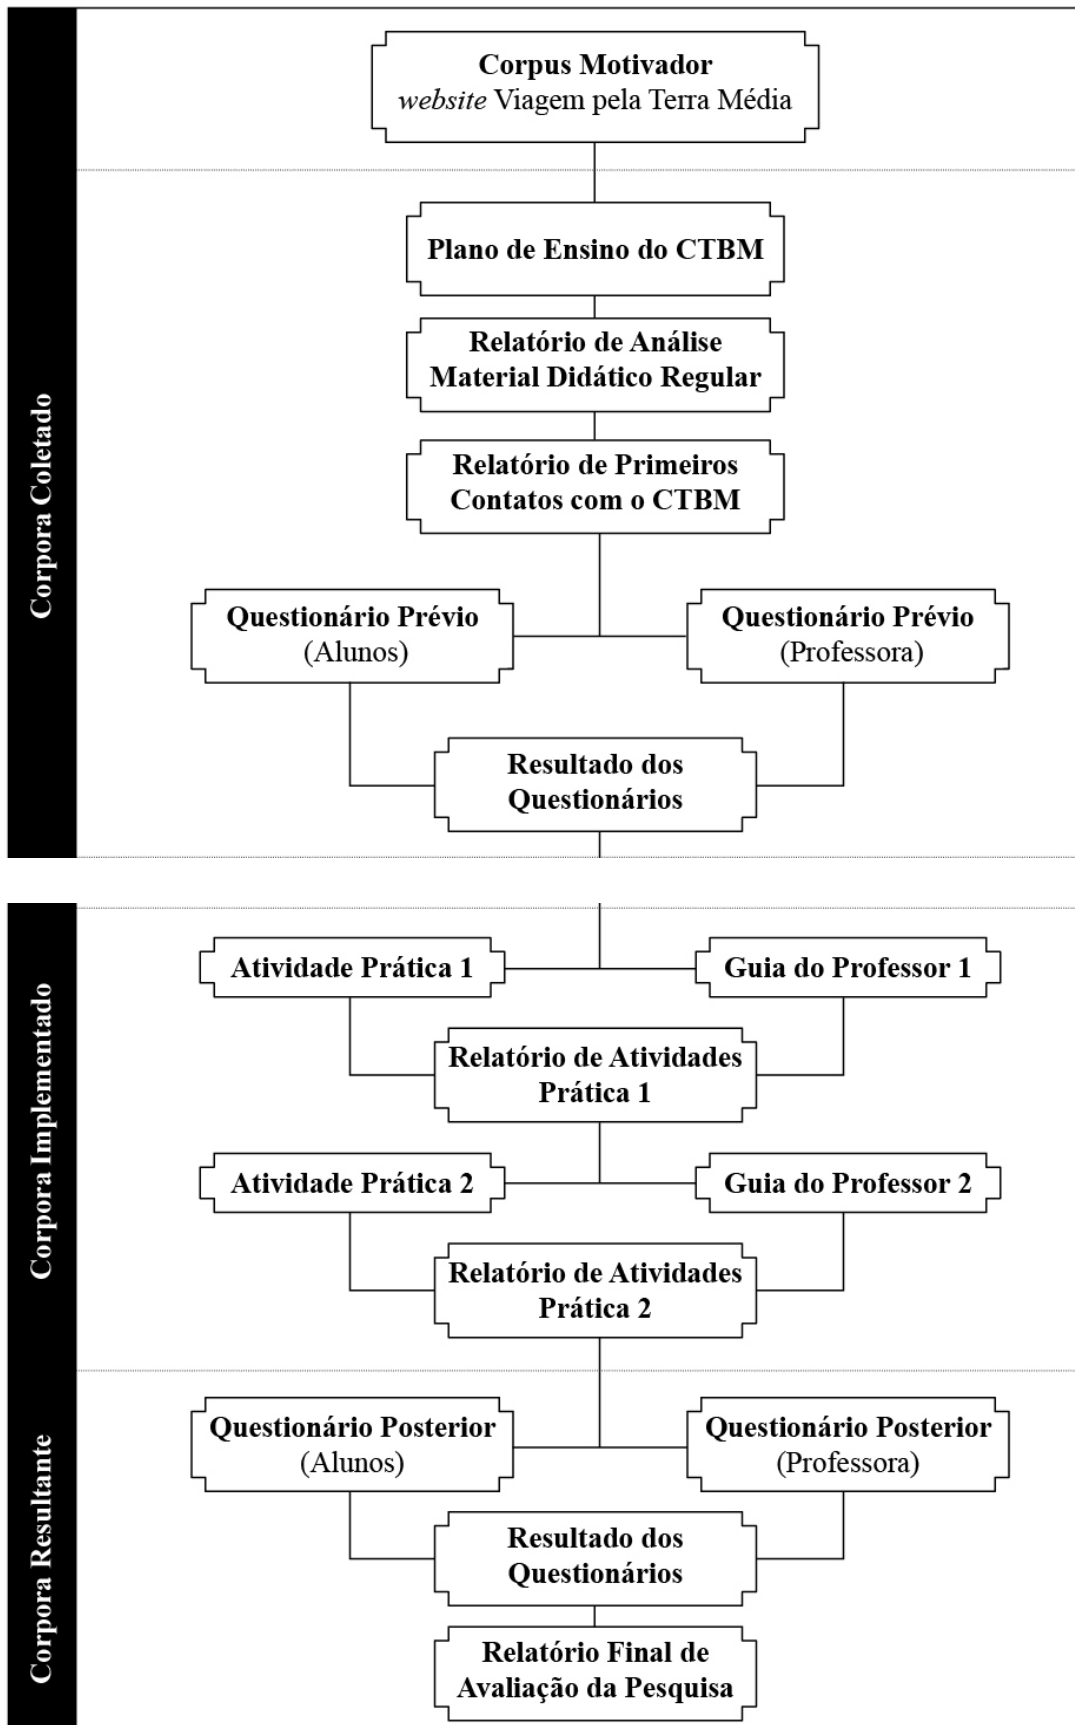 Corpus Motivador
website Viagem pela Terra Média
Corpora Coletado
Plano de Ensino do CTBM
Relatório de Análise
Material Didático Regular
Relatório de Primeiros
Contatos com o CTBM
Questionário Prévio
(Alunos)
Questionário Prévio
(Professora)
Resultado dos
Questionários
Corpora Implementado
Atividade Prática 1
Guia do Professor 1
Relatório de Atividades
Prática 1
Atividade Prática 2
Guia do Professor 2
Relatório de Atividades
Prática 2
Corpora Resultante
Questionário Posterior
(Alunos)
Questionário Posterior
(Professora)
Resultado dos
Questionários
Relatório Final de
Avaliação da Pesquisa